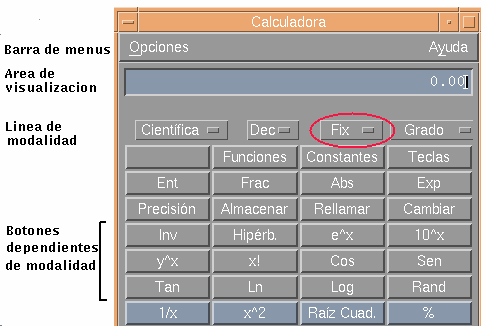 Calculadora
Barra de menus
Opciones Ayuda
Area de
visualizacion
0.00
Linea de
modalidad
Científica Dec Fix Grado
Funciones Constantes Teclas
Ent Frac Abs Exp
Precisión Almacenar Rellamar Cambiar
Botones
dependientes
de modalidad
Inv Hipérb. e^x 10^x
y^x x! Cos Sen
Tan Ln Log Rand
1/x x^2 Raíz Cuad. %